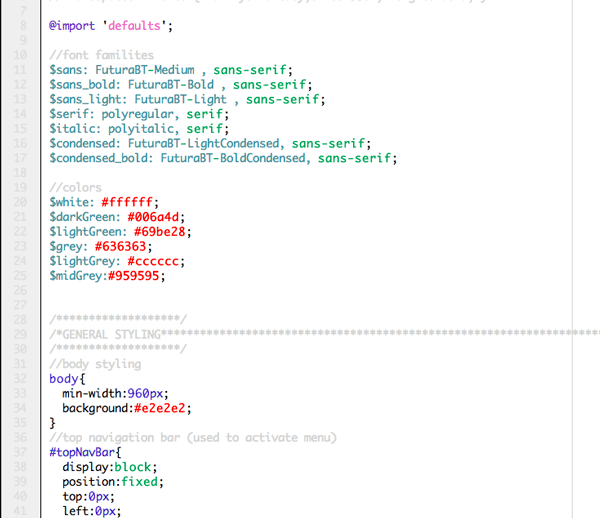 7
8 @import 'defaults';
9
10 //font familites
11 $sans: FuturaBT-Medium , sans-serif;
12 $sans_bold: FuturaBT-Bold , sans-serif;
13 $sans_light: FuturaBT-Light , sans-serif;
14 $serif: polyregular, serif;
15 $italic: polyitalic, serif;
16 $condensed: FuturaBT-LightCondensed, sans-serif;
17 $condensed_bold: FuturaBT-BoldCondensed, sans-serif;
18
19 //colors
20 $white: #ffffff;
21 $darkGreen: #006a4d;
22 $lightGreen: #69be28;
23 $grey: #636363;
24 $lightGrey: #cccccc;
25 $midGrey:#959595;
26
27
28 /*******************/
29 /*GENERAL STYLING*******************************************************************
30 /*******************/
31 //body styling
32 body{
33 min-width:960px;
34 background:#e2e2e2;
35 }
36 //top navigation bar (used to activate menu)
37 #topNavBar{
38 display:block;
39 position:fixed;
40 top:0px;
41 left:0px;